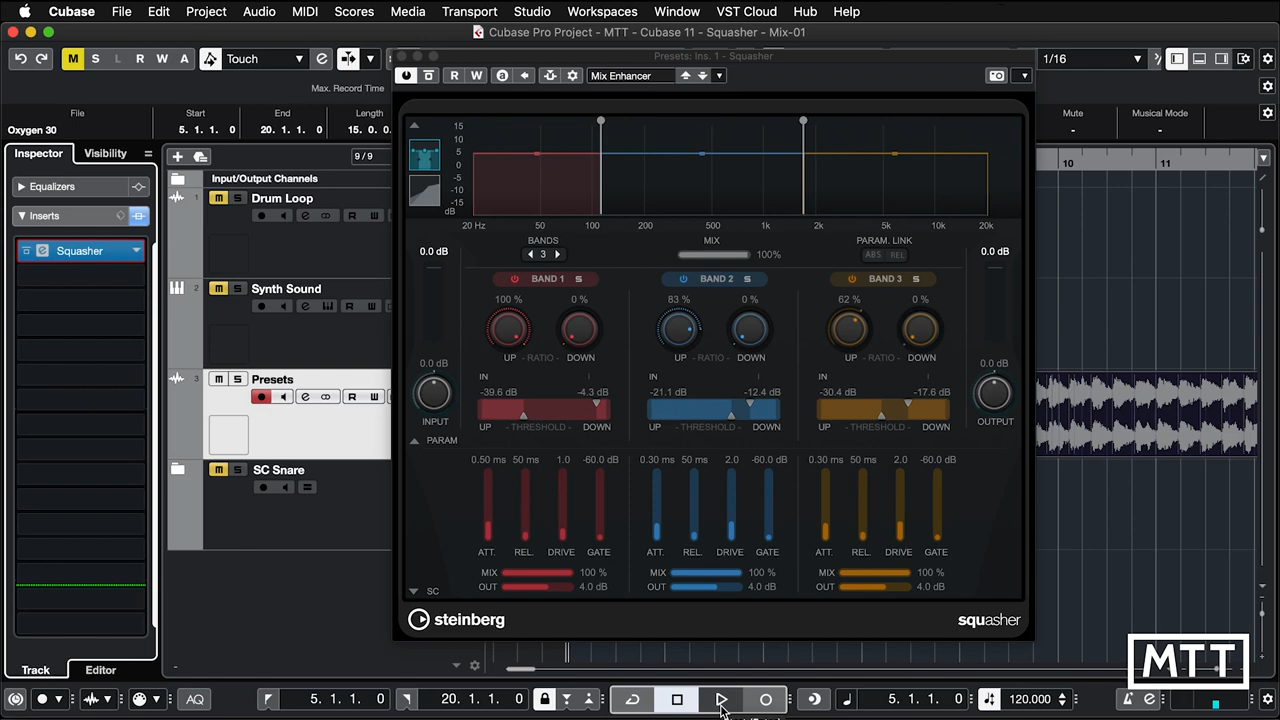 Cubase File Edit Project Audio MIDI Scores Media Transport Studio Workspaces Window VST Cloud Hub Help
Cubase Pro Project - MTT - Cubase 11 - Squasher - Mix-01
M S L R W A Touch 1/16
Presets: Ins. 1 - Squasher
R W Mix Enhancer
Max. Record Time
File Start End Length Mute Musical Mode
Oxygen 30 5. 1. 1. 0 20. 1. 1. 0 15. 0. 0. - -
Inspector Visibility
9/9
10 11
Equalizers
Inserts
Squasher
Track Editor
Input/Output Channels
1 M S Drum Loop
R W
2 M S Synth Sound
R W
3 M S Presets
R W
M S SC Snare
15
10
5
0
-5
-10
-15
dB
20 Hz 50 100 200 500 1k 2k 5k 10k 20k
BANDS MIX PARAM. LINK
0.0 dB 3 100% ABS REL 0.0 dB
BAND 1 S BAND 2 S BAND 3 S
100 % 0 % 83 % 0 % 62 % 0 %
UP - RATIO - DOWN UP - RATIO - DOWN UP - RATIO - DOWN
0.0 dB IN IN IN 0.0 dB
-39.6 dB -4.3 dB -21.1 dB -12.4 dB -30.4 dB -17.6 dB
INPUT UP - THRESHOLD - DOWN UP - THRESHOLD - DOWN UP - THRESHOLD - DOWN OUTPUT
PARAM
0.50 ms 50 ms 1.0 -60.0 dB 0.30 ms 50 ms 2.0 -60.0 dB 0.30 ms 50 ms 2.0 -60.0 dB
ATT. REL. DRIVE GATE ATT. REL. DRIVE GATE ATT. REL. DRIVE GATE
MIX 100 % MIX 100 % MIX 100 %
OUT 4.0 dB OUT 4.0 dB OUT 4.0 dB
SC
steinberg squasher
MTT
AQ 5. 1. 1. 0 20. 1. 1. 0 5. 1. 1. 0 120.000